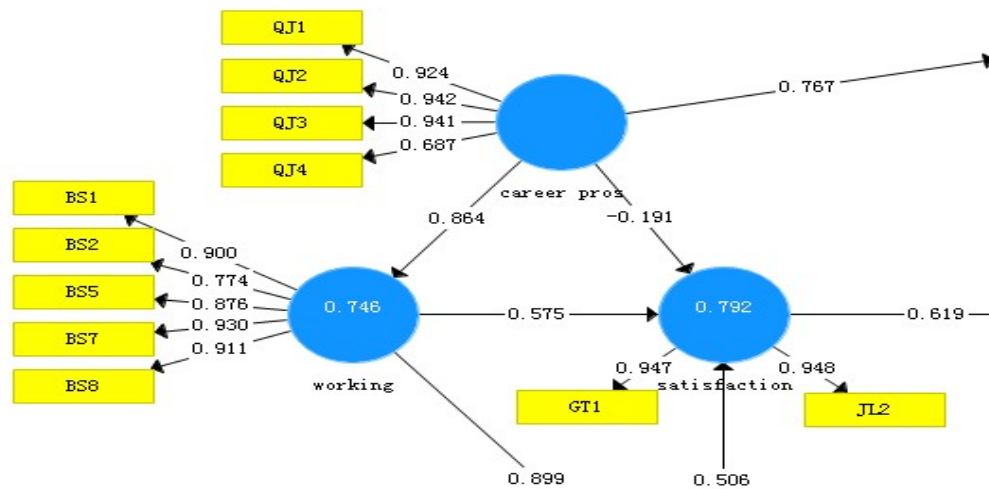 QJ1
QJ2
QJ3
QJ4
0.924
0.942
0.941
0.687
0.767
career pros
0.864
-0.191
BS1
BS2
BS5
BS7
BS8
0.900
0.774
0.876
0.930
0.911
0.746
working
0.575
0.792
satisfaction
0.619
0.947
0.948
GT1
JL2
0.899
0.506